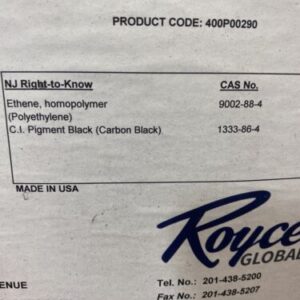 PRODUCT CODE: 400P00290
NJ Right-to-Know CAS No.
Ethene, homopolymer 9002-88-4
(Polyethylene)
C.I. Pigment Black (Carbon Black) 1333-86-4
MADE IN USA
Royce
GLOBAL
ENUE
Tel. No.: 201-438-5200
Fax No.: 201-438-5207